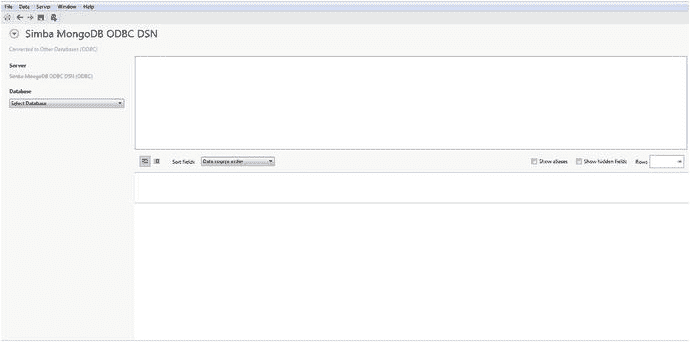 File Data Server Window Help
Simba MongoDB ODBC DSN
Connected to Other Databases (ODBC)
Server
Simba MongoDB ODBC DSN (ODBC)
Database
Select Database
Sort fields Data source order Show aliases Show hidden fields Rows